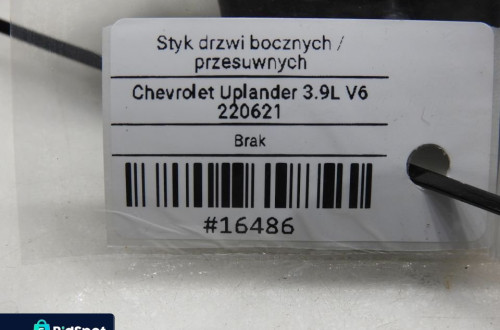 Styk drzwi bocznych /
przesuwnych
Chevrolet Uplander 3.9L V6
220621
Brak
#16486